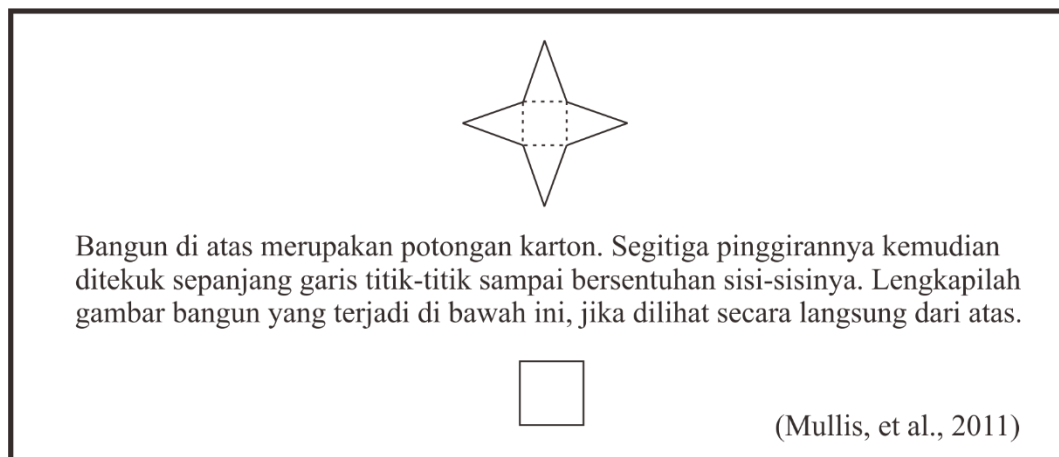 Bangun di atas merupakan potongan karton. Segitiga pinggirannya kemudian
ditekuk sepanjang garis titik-titik sampai bersentuhan sisi-sisinya. Lengkapilah
gambar bangun yang terjadi di bawah ini, jika dilihat secara langsung dari atas.
(Mullis, et al., 2011)